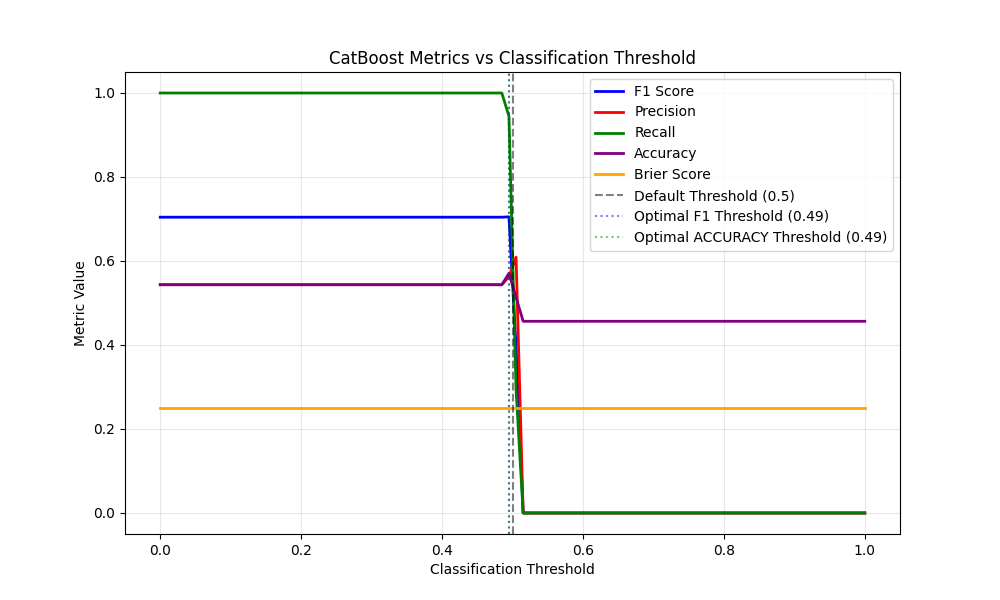 CatBoost Metrics vs Classification Threshold
Metric Value
1.0
0.8
0.6
0.4
0.2
0.0
F1 Score
Precision
Recall
Accuracy
Brier Score
Default Threshold (0.5)
Optimal F1 Threshold (0.49)
Optimal ACCURACY Threshold (0.49)
0.0 0.2 0.4 0.6 0.8 1.0
Classification Threshold